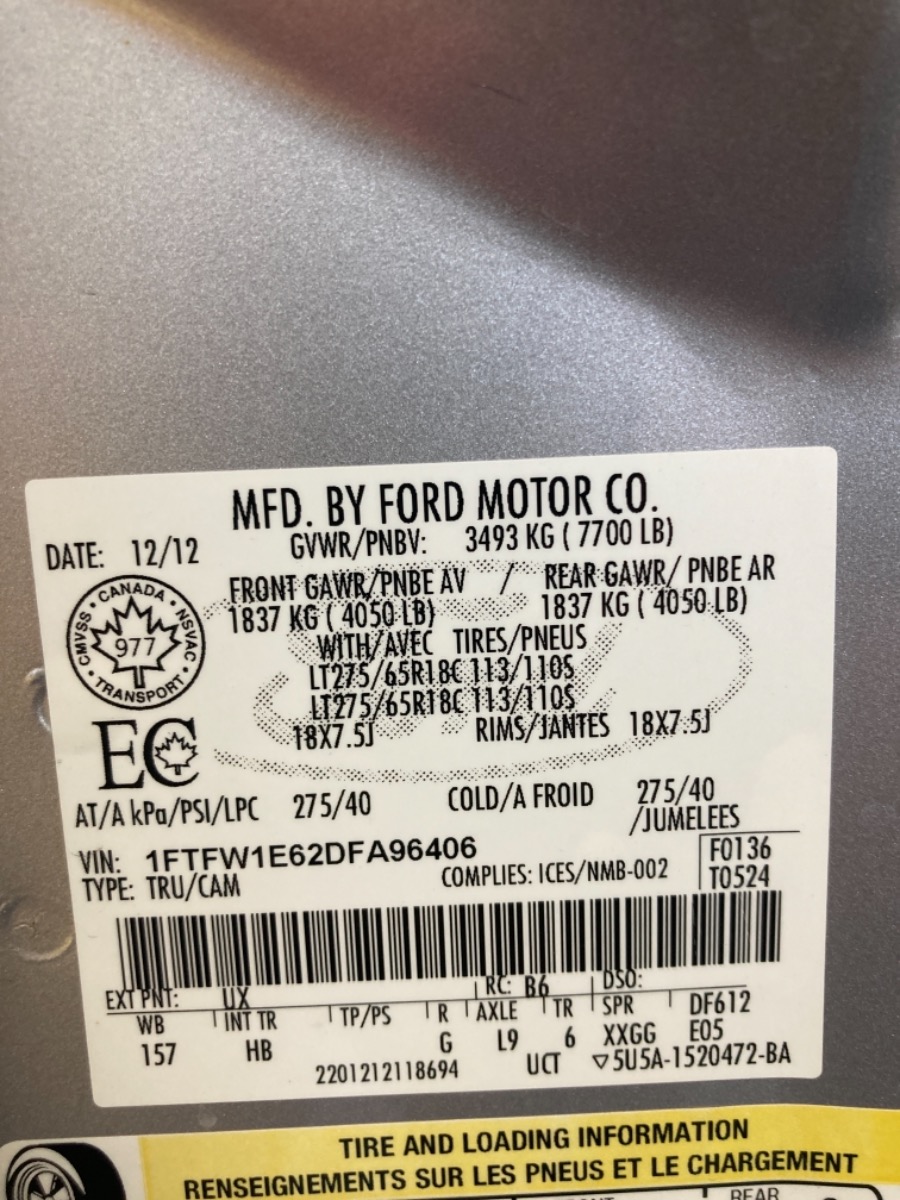 MFD. BY FORD MOTOR CO.
DATE: 12/12
GVWR/PNBV: 3493 KG ( 7700 LB)
FRONT GAWR/PNBE AV / REAR GAWR/ PNBE AR
1837 KG ( 4050 LB) 1837 KG ( 4050 LB)
WITH/AVEC TIRES/PNEUS
LT275/65R18C 113/110S
LT275/65R18C 113/110S
18X7.5J RIMS/JANTES 18X7.5J
CANADA
CMVSS • NSVAC
977
TRANSPORT
EC
AT/A kPa/PSI/LPC 275/40 COLD/A FROID 275/40
/JUMELEES
VIN: 1FTFW1E62DFA96406
F0136
TYPE: TRU/CAM COMPLIES: ICES/NMB-002 T0524
EXT PNT: UX RC: B6 DSO:
WB INT TR TP/PS R AXLE TR SPR DF612
157 HB G L9 6 XXGG E05
2201212118694 UCT ▽5U5A-1520472-BA
TIRE AND LOADING INFORMATION
RENSEIGNEMENTS SUR LES PNEUS ET LE CHARGEMENT
REAR